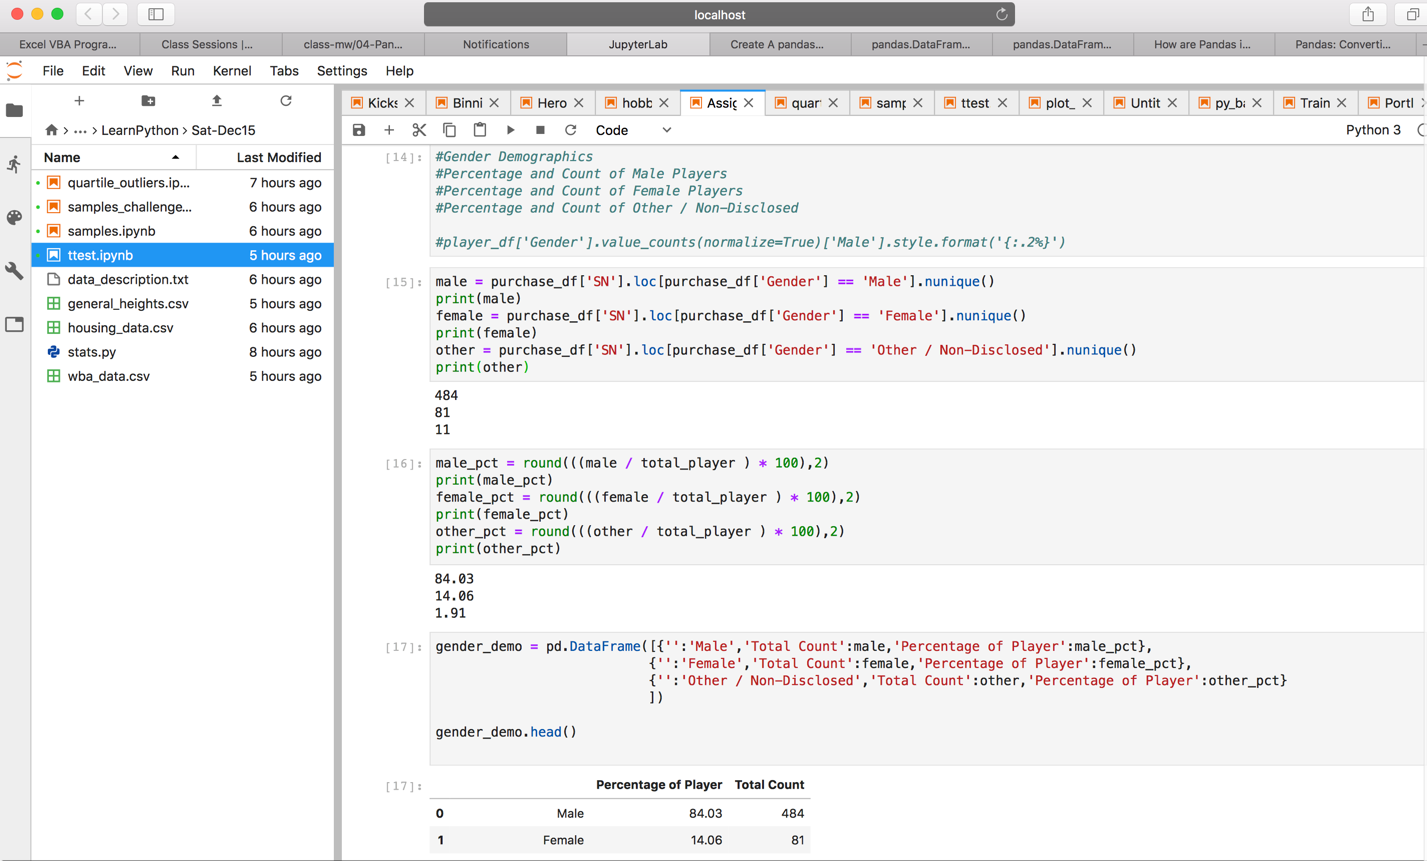 localhost
Excel VBA Progra... Class Sessions |... class-mw/04-Pan... Notifications JupyterLab Create A pandas... pandas.DataFram... pandas.DataFram... How are Pandas i... Pandas: Converti...
File Edit View Run Kernel Tabs Settings Help
Kicks Binni Hero hobb Assig quar samp ttest plot_ Untit py_ba Train Portl
... > LearnPython > Sat-Dec15
Code Python 3
Name Last Modified
quartile_outliers.ip... 7 hours ago
samples_challenge... 6 hours ago
samples.ipynb 6 hours ago
ttest.ipynb 5 hours ago
data_description.txt 6 hours ago
general_heights.csv 5 hours ago
housing_data.csv 6 hours ago
stats.py 8 hours ago
wba_data.csv 5 hours ago
[14]: #Gender Demographics
#Percentage and Count of Male Players
#Percentage and Count of Female Players
#Percentage and Count of Other / Non-Disclosed
#player_df['Gender'].value_counts(normalize=True)['Male'].style.format('{:.2%}')
[15]: male = purchase_df['SN'].loc[purchase_df['Gender'] == 'Male'].nunique()
print(male)
female = purchase_df['SN'].loc[purchase_df['Gender'] == 'Female'].nunique()
print(female)
other = purchase_df['SN'].loc[purchase_df['Gender'] == 'Other / Non-Disclosed'].nunique()
print(other)
484
81
11
[16]: male_pct = round(((male / total_player ) * 100),2)
print(male_pct)
female_pct = round(((female / total_player ) * 100),2)
print(female_pct)
other_pct = round(((other / total_player ) * 100),2)
print(other_pct)
84.03
14.06
1.91
[17]: gender_demo = pd.DataFrame([{'':'Male','Total Count':male,'Percentage of Player':male_pct},
{'':'Female','Total Count':female,'Percentage of Player':female_pct},
{'':'Other / Non-Disclosed','Total Count':other,'Percentage of Player':other_pct}
])
gender_demo.head()
[17]: Percentage of Player Total Count
0 Male 84.03 484
1 Female 14.06 81